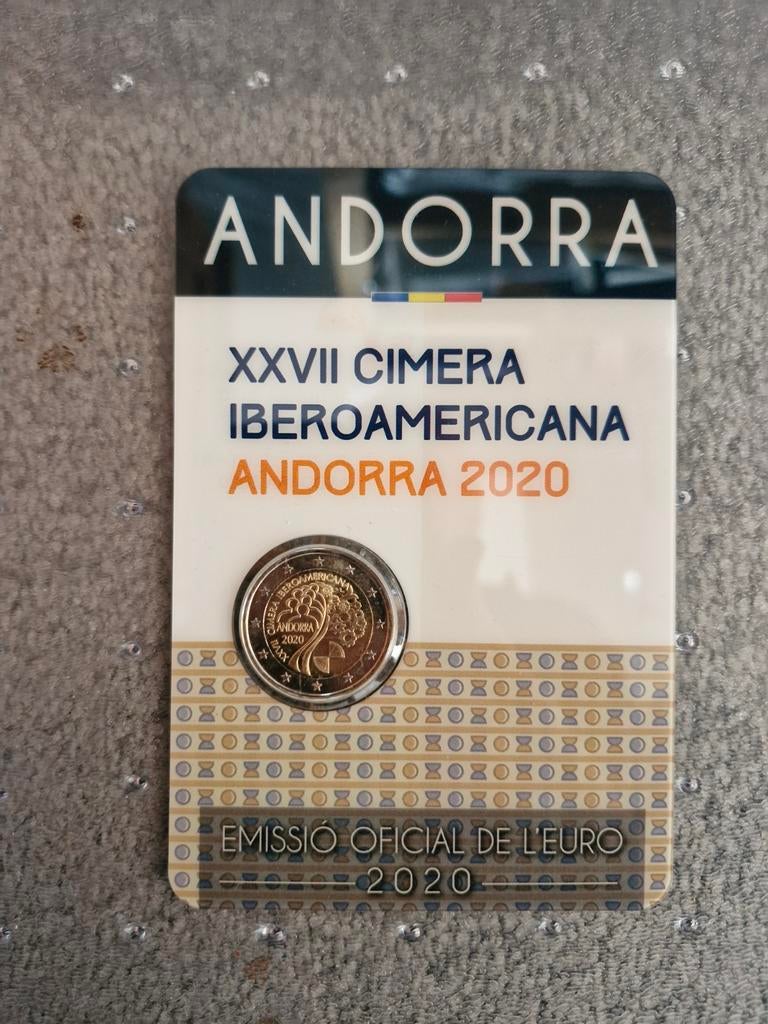 ANDORRA
XXVII CIMERA
IBEROAMERICANA
ANDORRA 2020
XXVII CIMERA IBEROAMERICANA
ANDORRA
2020
EMISSIÓ OFICIAL DE L'EURO
2020